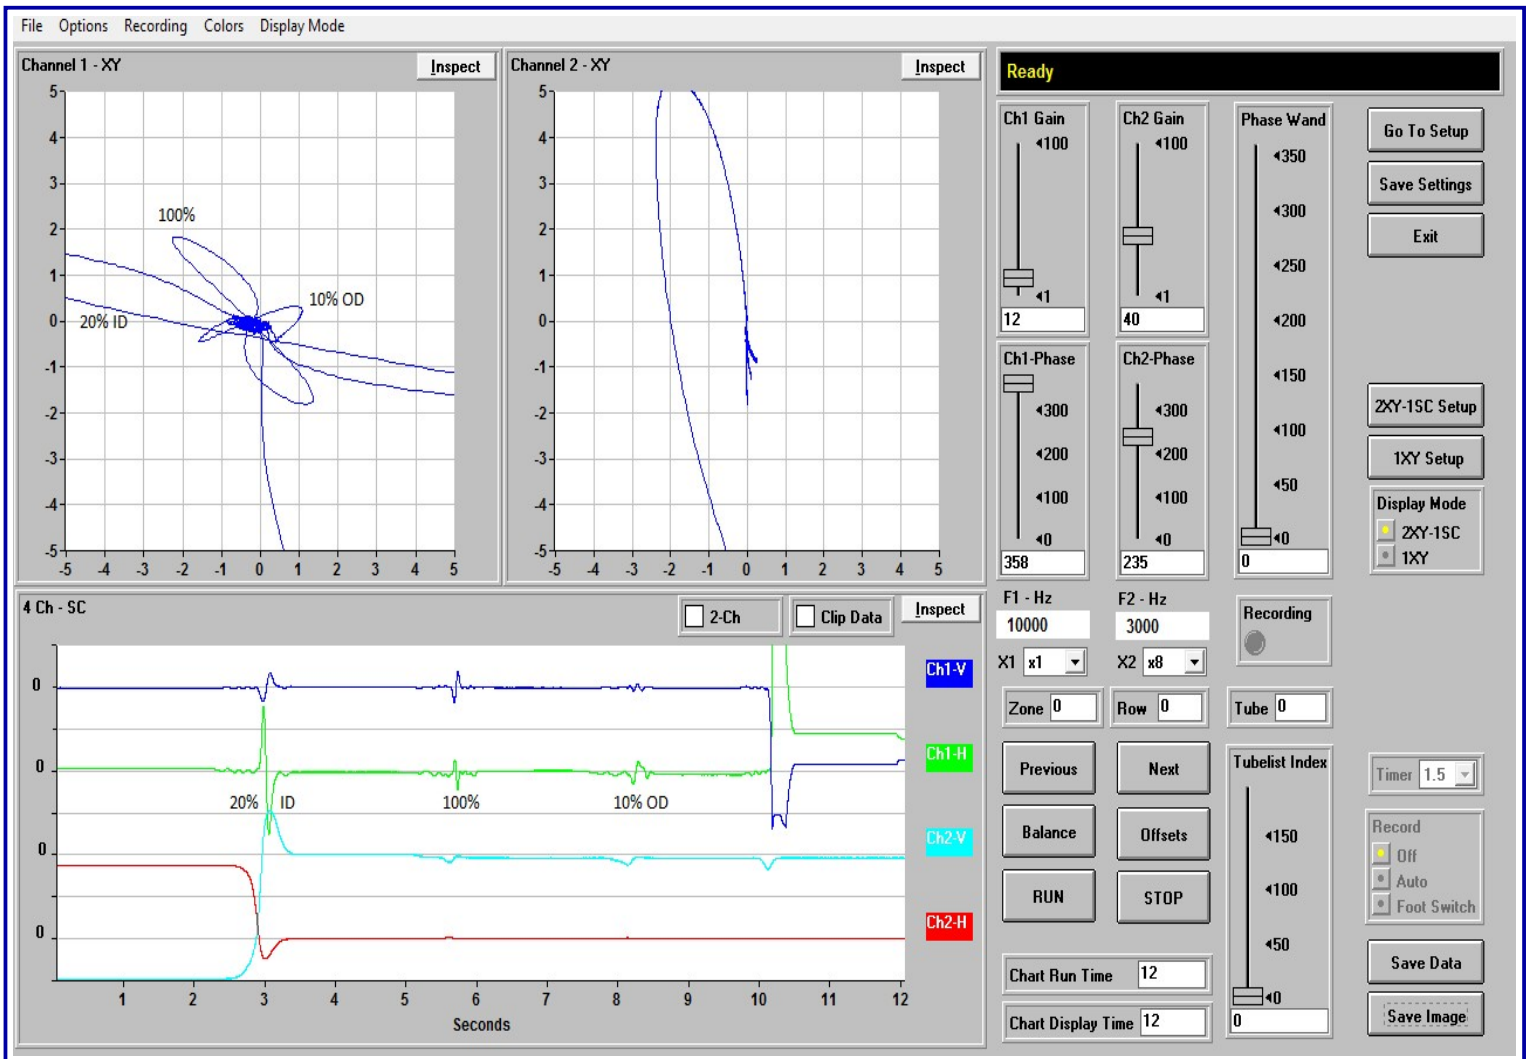 File Options Recording Colors Display Mode
Channel 1 - XY
Inspect
5
4
3
2
1
0
-1
-2
-3
-4
-5
-5 -4 -3 -2 -1 0 1 2 3 4 5
100%
10% OD
20% ID
Channel 2 - XY
Inspect
5
4
3
2
1
0
-1
-2
-3
-4
-5
-5 -4 -3 -2 -1 0 1 2 3 4 5
4 Ch - SC
2-Ch
Clip Data
Inspect
0
0
0
0
20% ID
100%
10% OD
Ch1-V
Ch1-H
Ch2-V
Ch2-H
1 2 3 4 5 6 7 8 9 10 11 12
Seconds
Ready
Ch1 Gain
100
1
12
Ch2 Gain
100
1
40
Phase Wand
350
300
250
200
150
100
50
0
0
Ch1-Phase
300
200
100
0
358
Ch2-Phase
300
200
100
0
235
F1 - Hz
10000
F2 - Hz
3000
X1 x1
X2 x8
Recording
Zone 0
Row 0
Tube 0
Previous
Next
Balance
Offsets
RUN
STOP
Tubelist Index
150
100
50
0
0
Chart Run Time 12
Chart Display Time 12
Go To Setup
Save Settings
Exit
2XY-1SC Setup
1XY Setup
Display Mode
2XY-1SC
1XY
Timer 1.5
Record
Off
Auto
Foot Switch
Save Data
Save Image